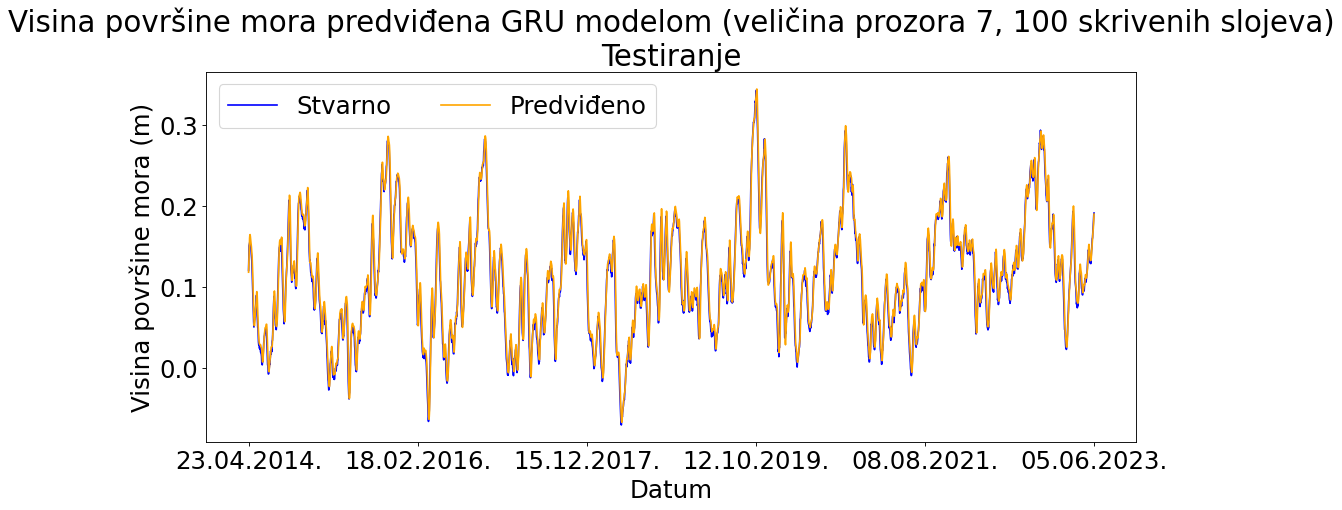 Visina površine mora predviđena GRU modelom (veličina prozora 7, 100 skrivenih slojeva)
Testiranje
Stvarno
Predviđeno
Visina površine mora (m)
0.3
0.2
0.1
0.0
23.04.2014.
18.02.2016.
15.12.2017.
12.10.2019.
08.08.2021.
05.06.2023.
Datum